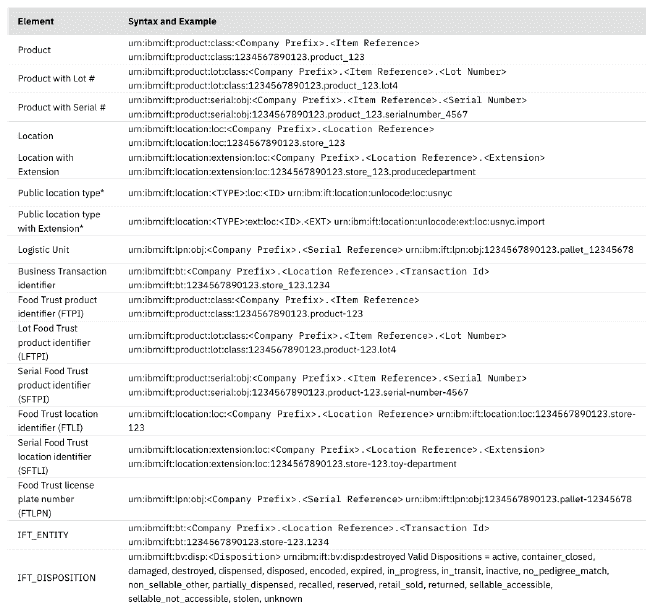 Element Syntax and Example
Product
urn:ibm:ift:product:class:<Company Prefix>.<Item Reference>
urn:ibm:ift:product:class:1234567890123.product_123
Product with Lot #
urn:ibm:ift:product:lot:class:<Company Prefix>.<Item Reference>.<Lot Number>
urn:ibm:ift:product:lot:class:1234567890123.product_123.lot4
Product with Serial #
urn:ibm:ift:product:serial:obj:<Company Prefix>.<Item Reference>.<Serial Number>
urn:ibm:ift:product:serial:obj:1234567890123.product_123.serialnumber_4567
Location
urn:ibm:ift:location:loc:<Company Prefix>.<Location Reference>
urn:ibm:ift:location:loc:1234567890123.store_123
Location with
Extension
urn:ibm:ift:location:extension:loc:<Company Prefix>.<Location Reference>.<Extension>
urn:ibm:ift:location:extension:loc:1234567890123.store_123.producedepartment
Public location type*
urn:ibm:ift:location:<TYPE>:loc:<ID> urn:ibm:ift:location:unlocode:loc:usnyc
Public location type
with Extension*
urn:ibm:ift:location:<TYPE>:ext:loc:<ID>.<EXT> urn:ibm:ift:location:unlocode:ext:loc:usnyc.import
Logistic Unit
urn:ibm:ift:lpn:obj:<Company Prefix>.<Serial Reference> urn:ibm:ift:lpn:obj:1234567890123.pallet_12345678
Business Transaction
identifier
urn:ibm:ift:bt:<Company Prefix>.<Location Reference>.<Transaction Id>
urn:ibm:ift:bt:1234567890123.store_123.1234
Food Trust product
identifier (FTPI)
urn:ibm:ift:product:class:<Company Prefix>.<Item Reference>
urn:ibm:ift:product:class:1234567890123.product-123
Lot Food Trust
product identifier
(LFTPI)
urn:ibm:ift:product:lot:class:<Company Prefix>.<Item Reference>.<Lot Number>
urn:ibm:ift:product:lot:class:1234567890123.product-123.lot4
Serial Food Trust
product identifier
(SFTPI)
urn:ibm:ift:product:serial:obj:<Company Prefix>.<Item Reference>.<Serial Number>
urn:ibm:ift:product:serial:obj:1234567890123.product-123.serial-number-4567
Food Trust location
identifier (FTLI)
urn:ibm:ift:location:loc:<Company Prefix>.<Location Reference> urn:ibm:ift:location:loc:1234567890123.store-
123
Serial Food Trust
location identifier
(SFTLI)
urn:ibm:ift:location:extension:loc:<Company Prefix>.<Location Reference>.<Extension>
urn:ibm:ift:location:extension:loc:1234567890123.store-123.toy-department
Food Trust license
plate number
(FTLPN)
urn:ibm:ift:lpn:obj:<Company Prefix>.<Serial Reference> urn:ibm:ift:lpn:obj:1234567890123.pallet-12345678
IFT_ENTITY
urn:ibm:ift:bt:<Company Prefix>.<Location Reference>.<Transaction Id>
urn:ibm:ift:bt:1234567890123.store-123.1234
IFT_DISPOSITION
urn:ibm:ift:bv:disp:<Disposition> urn:ibm:ift:bv:disp:destroyed Valid Dispositions = active, container_closed,
damaged, destroyed, dispensed, disposed, encoded, expired, in_progress, in_transit, inactive, no_pedigree_match,
non_sellable_other, partially_dispensed, recalled, reserved, retail_sold, returned, sellable_accessible,
sellable_not_accessible, stolen, unknown